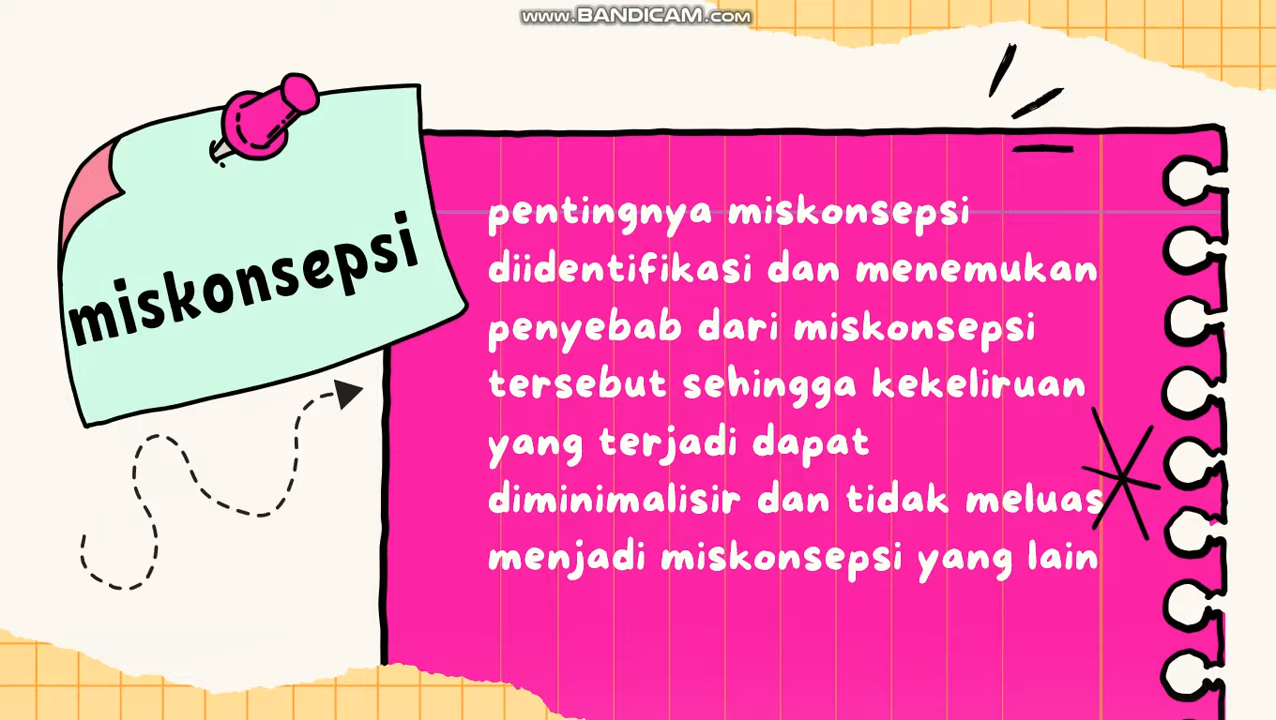 www.BANDICAM.com
miskonsepsi
pentingnya miskonsepsi
diidentifikasi dan menemukan
penyebab dari miskonsepsi
tersebut sehingga kekeliruan
yang terjadi dapat
diminimalisir dan tidak meluas
menjadi miskonsepsi yang lain